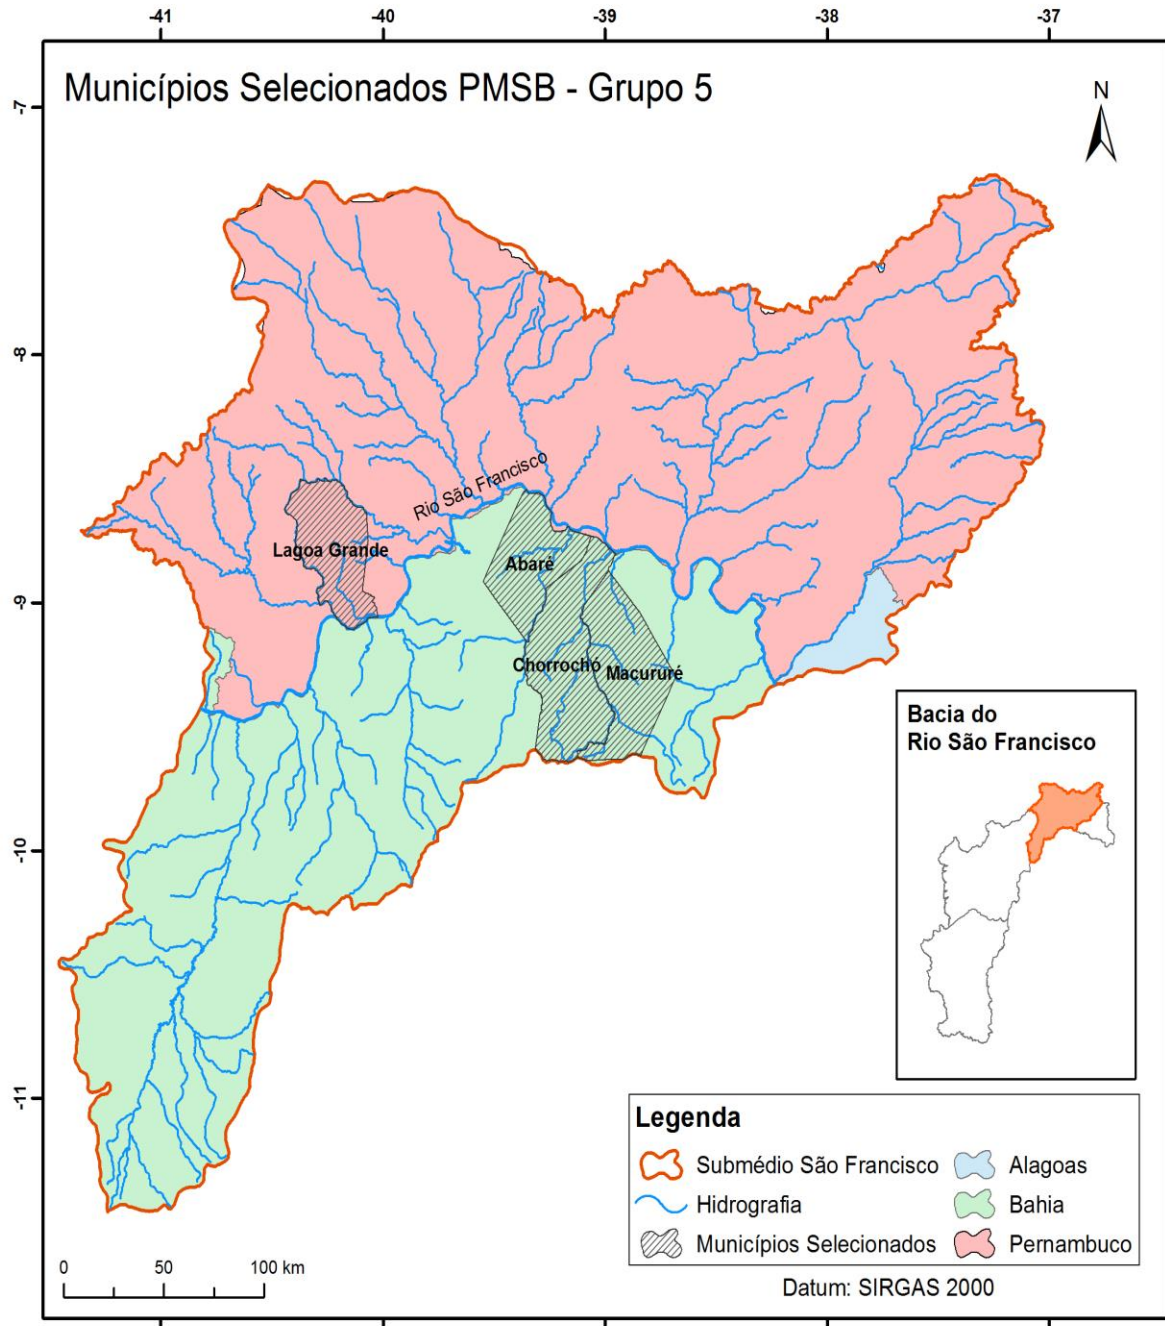 -41 -40 -39 -38 -37
Municípios Selecionados PMSB - Grupo 5
N
-7
-8
Rio São Francisco
Lagoa Grande
Abaré
-9
Chorrochó
Macururé
Bacia do
Rio São Francisco
-10
-11
Legenda
Submédio São Francisco
Alagoas
Hidrografia
Bahia
Municípios Selecionados
Pernambuco
0 50 100 km
Datum: SIRGAS 2000